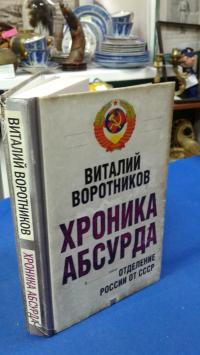 ВИТАЛИЙ
ВОРОТНИКОВ
ХРОНИКА
АБСУРДА
ОТДЕЛЕНИЕ
РОССИИ ОТ СССР
ВИТАЛИЙ ВОРОТНИКОВ
ХРОНИКА АБСУРДА